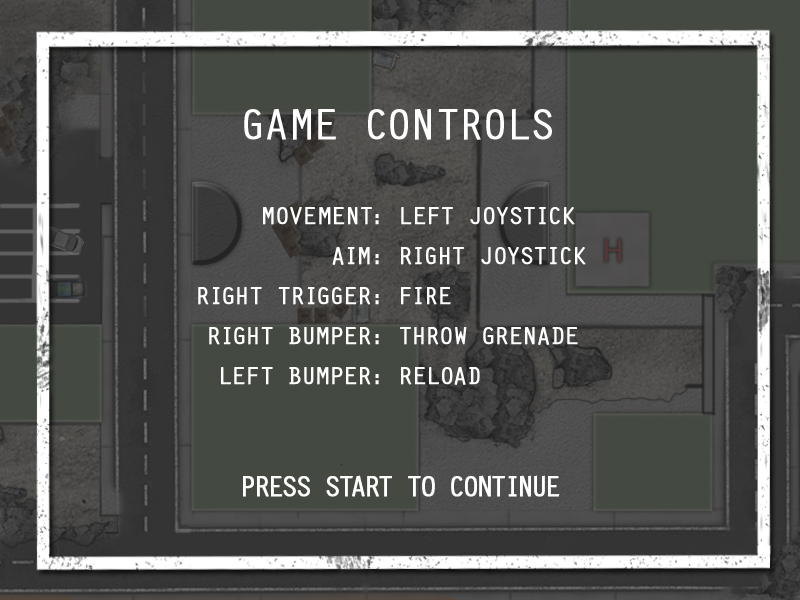 GAME CONTROLS
MOVEMENT: LEFT JOYSTICK
AIM: RIGHT JOYSTICK
H
RIGHT TRIGGER: FIRE
RIGHT BUMPER: THROW GRENADE
LEFT BUMPER: RELOAD
PRESS START TO CONTINUE